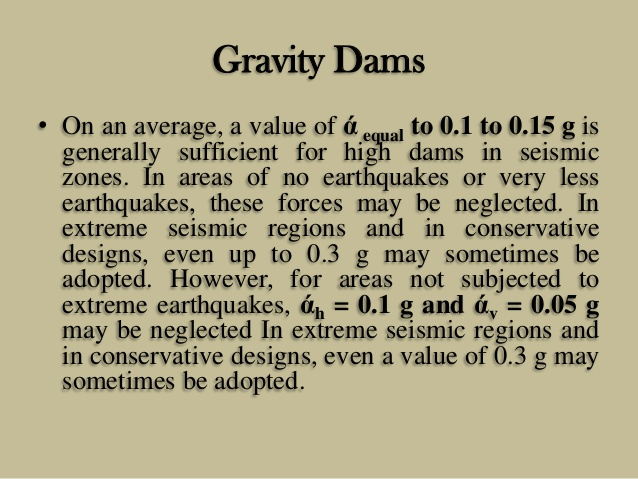 Gravity Dams
• On an average, a value of ά equal to 0.1 to 0.15 g is
generally sufficient for high dams in seismic
zones. In areas of no earthquakes or very less
earthquakes, these forces may be neglected. In
extreme seismic regions and in conservative
designs, even up to 0.3 g may sometimes be
adopted. However, for areas not subjected to
extreme earthquakes, άh = 0.1 g and άv = 0.05 g
may be neglected In extreme seismic regions and
in conservative designs, even a value of 0.3 g may
sometimes be adopted.